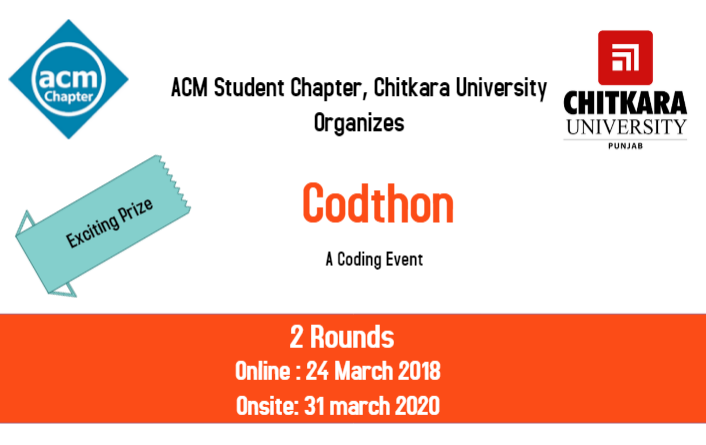 acm
Chapter
ACM Student Chapter, Chitkara University
Organizes
CHITKARA
UNIVERSITY
PUNJAB
Exciting Prize
Codthon
A Coding Event
2 Rounds
Online : 24 March 2018
Onsite: 31 march 2020